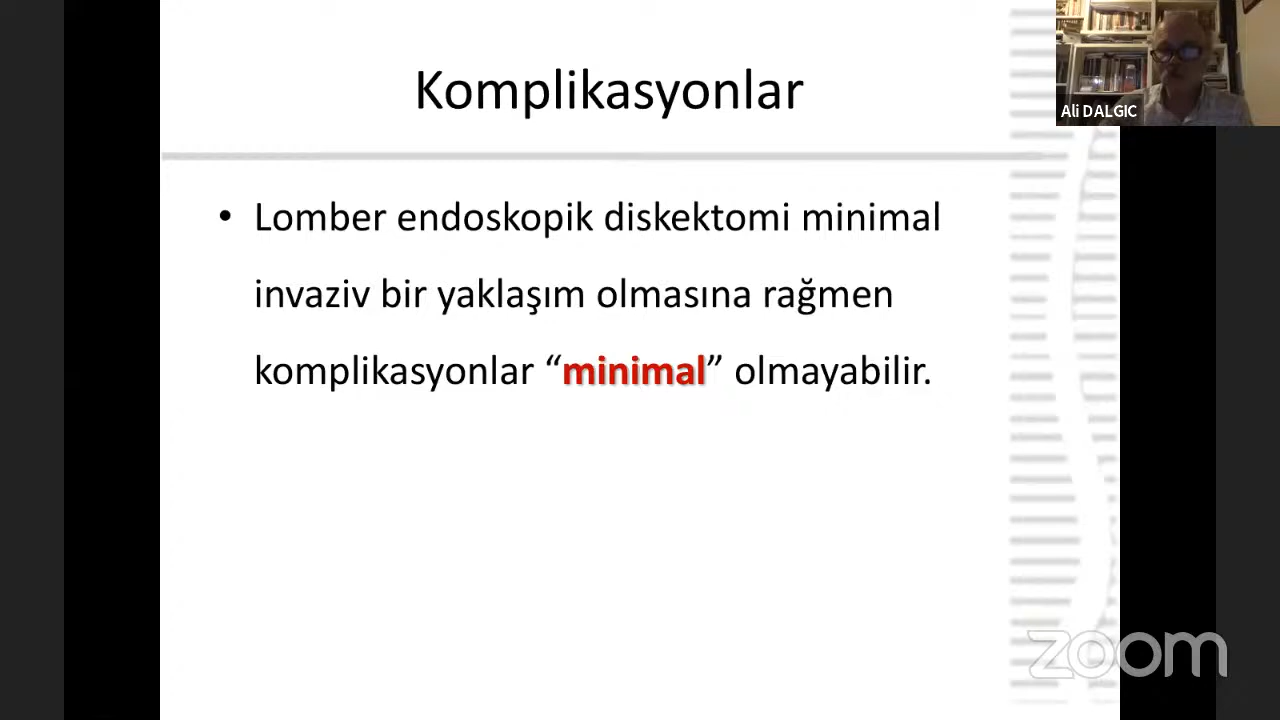 Komplikasyonlar
Ali DALGIC
• Lomber endoskopik diskektomi minimal
invaziv bir yaklaşım olmasına rağmen
komplikasyonlar “minimal” olmayabilir.
zoom